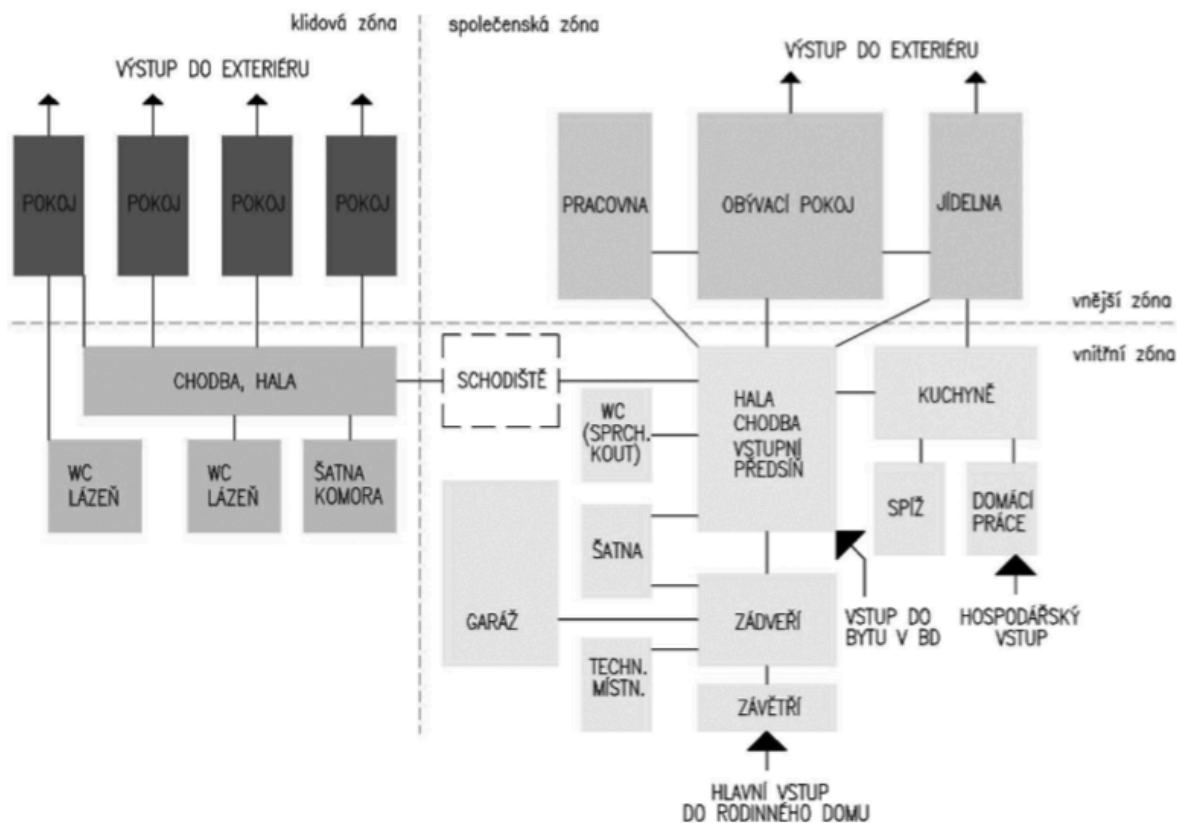 klidová zóna
společenská zóna
VÝSTUP DO EXTERIÉRU
VÝSTUP DO EXTERIÉRU
POKOJ
POKOJ
POKOJ
POKOJ
PRACOVNA
OBÝVACÍ POKOJ
JÍDELNA
vnější zóna
vnitřní zóna
CHODBA, HALA
SCHODIŠTĚ
WC
(SPRCH.
KOUT)
HALA
CHODBA
VSTUPNÍ
PŘEDSÍŇ
KUCHYNĚ
WC
LÁZEŇ
WC
LÁZEŇ
ŠATNA
KOMORA
SPÍŽ
DOMÁCÍ
PRÁCE
ŠATNA
GARÁŽ
ZÁDVEŘÍ
VSTUP DO
BYTU V BD
HOSPODÁŘSKÝ
VSTUP
TECHN.
MÍSTN.
ZÁVĚTŘÍ
HLAVNÍ VSTUP
DO RODINNÉHO DOMU